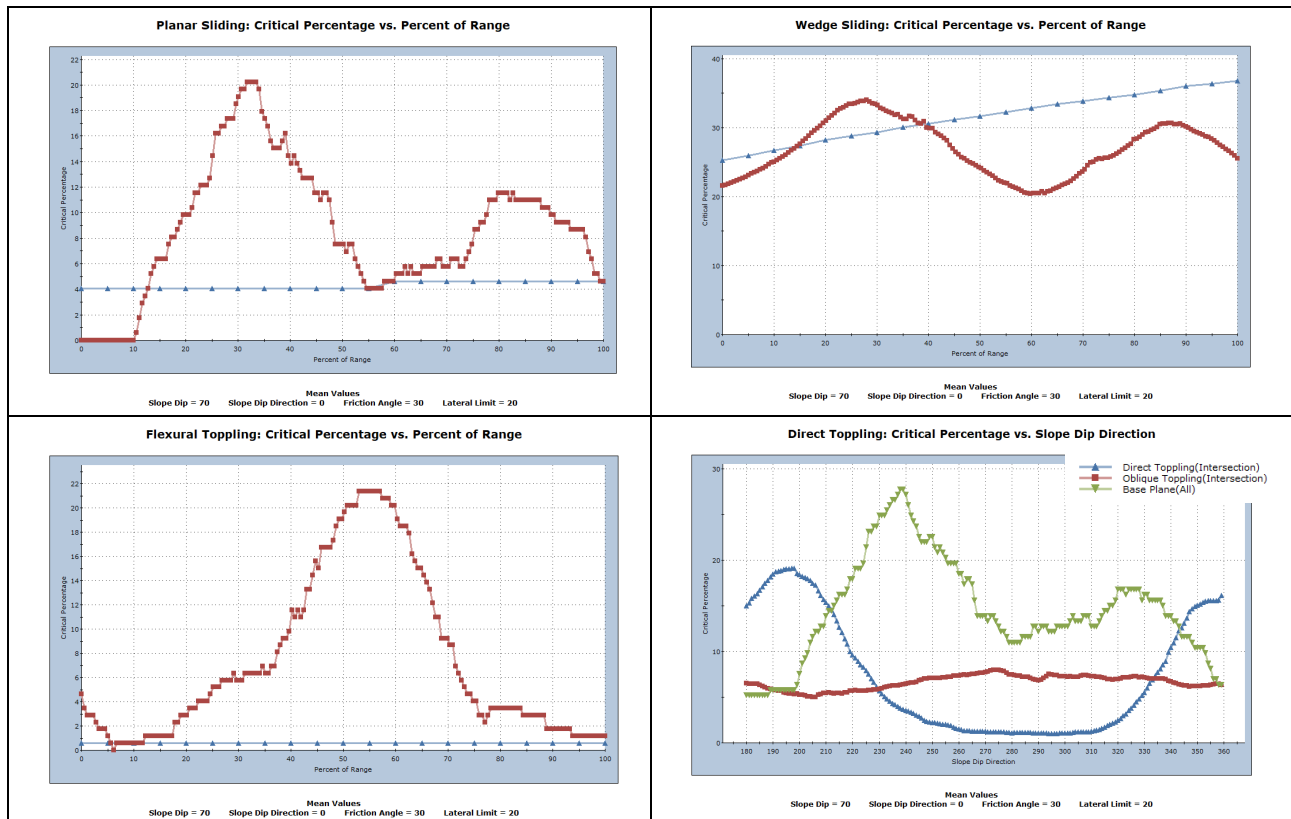 Planar Sliding: Critical Percentage vs. Percent of Range
22
20
18
16
14
12
10
8
6
4
2
0
Critical Percentage
0 10 20 30 40 50 60 70 80 90 100
Percent of Range
Mean Values
Slope Dip = 70 Slope Dip Direction = 0 Friction Angle = 30 Lateral Limit = 20
Wedge Sliding: Critical Percentage vs. Percent of Range
40
30
20
10
0
Critical Percentage
0 10 20 30 40 50 60 70 80 90 100
Percent of Range
Mean Values
Slope Dip = 70 Slope Dip Direction = 0 Friction Angle = 30 Lateral Limit = 20
Flexural Toppling: Critical Percentage vs. Percent of Range
22
20
18
16
14
12
10
8
6
4
2
0
Critical Percentage
0 10 20 30 40 50 60 70 80 90 100
Percent of Range
Mean Values
Slope Dip = 70 Slope Dip Direction = 0 Friction Angle = 30 Lateral Limit = 20
Direct Toppling: Critical Percentage vs. Slope Dip Direction
Direct Toppling(Intersection)
Oblique Toppling(Intersection)
Base Plane(All)
30
20
10
0
Critical Percentage
180 190 200 210 220 230 240 250 260 270 280 290 300 310 320 330 340 350 360
Slope Dip Direction
Mean Values
Slope Dip = 70 Slope Dip Direction = 0 Friction Angle = 30 Lateral Limit = 20